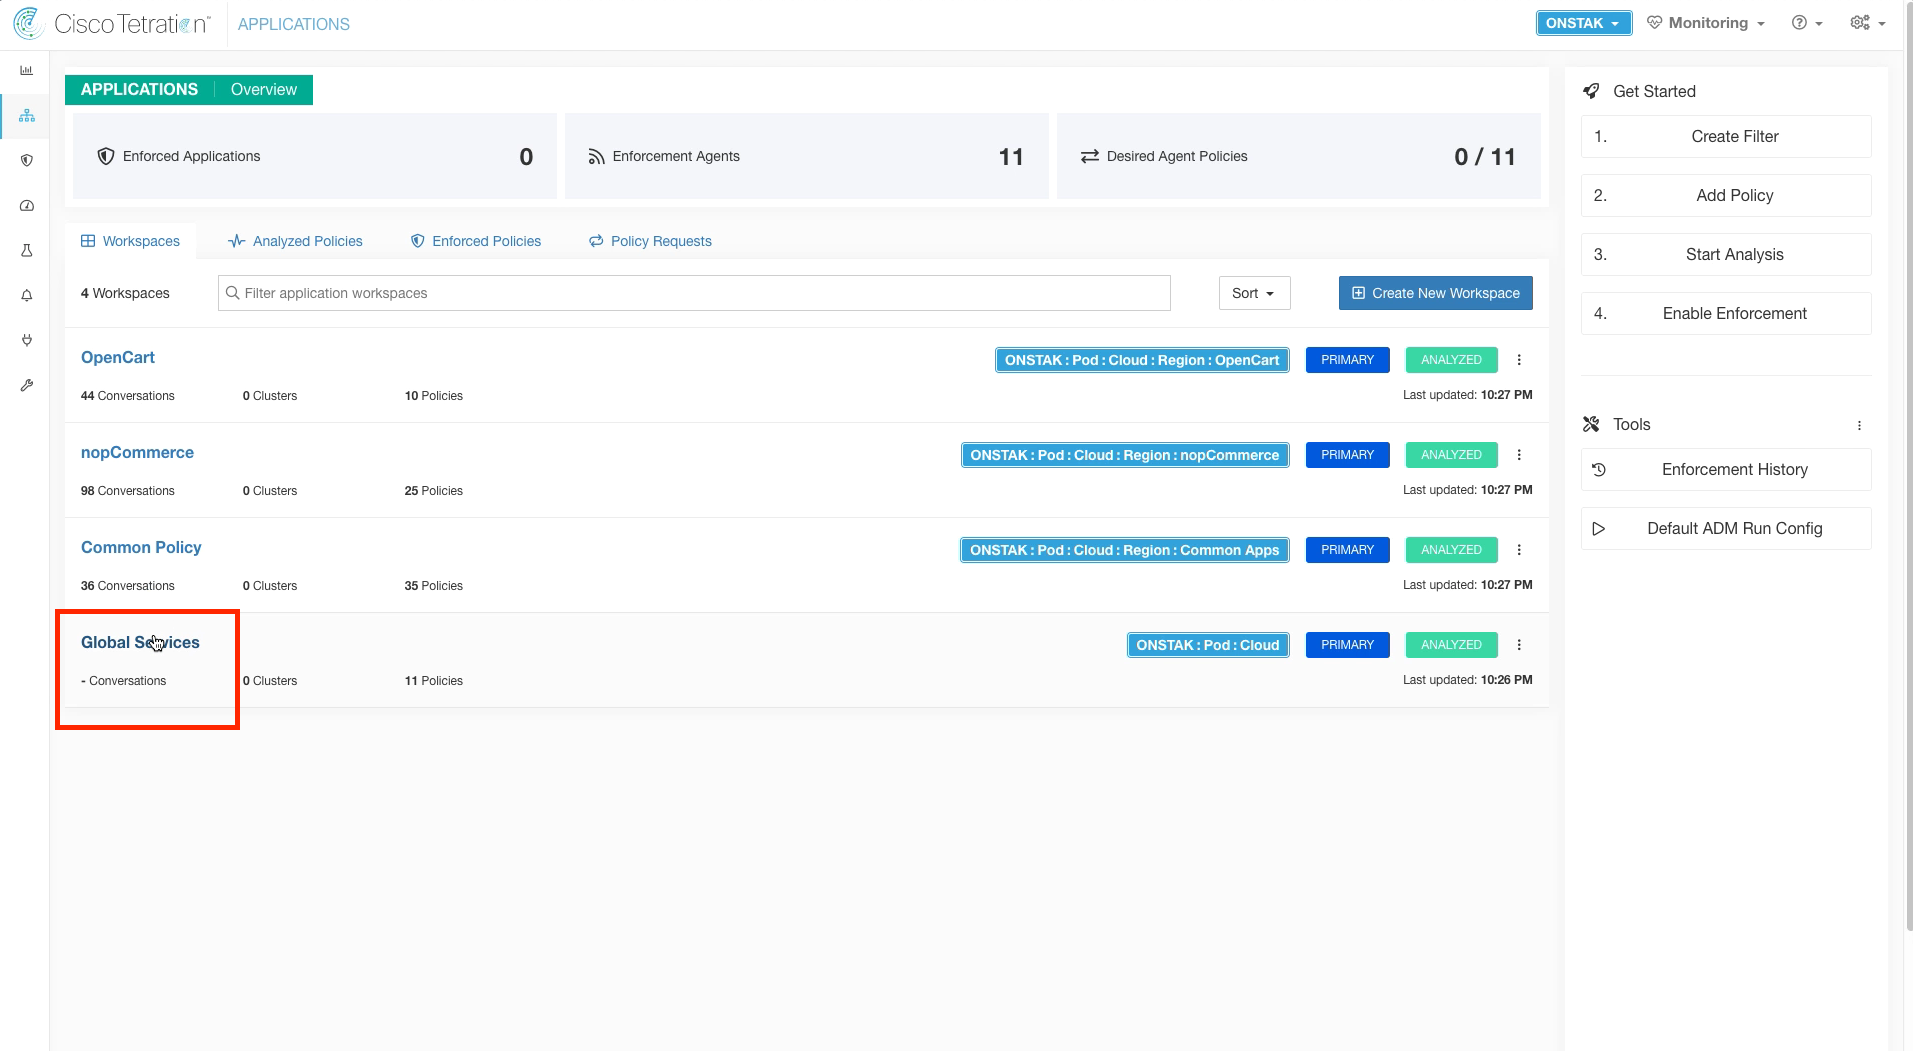 Cisco Tetration™
APPLICATIONS
ONSTAK
Monitoring
APPLICATIONS
Overview
Enforced Applications
0
Enforcement Agents
11
Desired Agent Policies
0 / 11
Workspaces
Analyzed Policies
Enforced Policies
Policy Requests
4 Workspaces
Filter application workspaces
Sort
Create New Workspace
OpenCart
ONSTAK : Pod : Cloud : Region : OpenCart
PRIMARY
ANALYZED
44 Conversations
0 Clusters
10 Policies
Last updated: 10:27 PM
nopCommerce
ONSTAK : Pod : Cloud : Region : nopCommerce
PRIMARY
ANALYZED
98 Conversations
0 Clusters
25 Policies
Last updated: 10:27 PM
Common Policy
ONSTAK : Pod : Cloud : Region : Common Apps
PRIMARY
ANALYZED
36 Conversations
0 Clusters
35 Policies
Last updated: 10:27 PM
Global Services
ONSTAK : Pod : Cloud
PRIMARY
ANALYZED
- Conversations
0 Clusters
11 Policies
Last updated: 10:26 PM
Get Started
1. Create Filter
2. Add Policy
3. Start Analysis
4. Enable Enforcement
Tools
Enforcement History
Default ADM Run Config